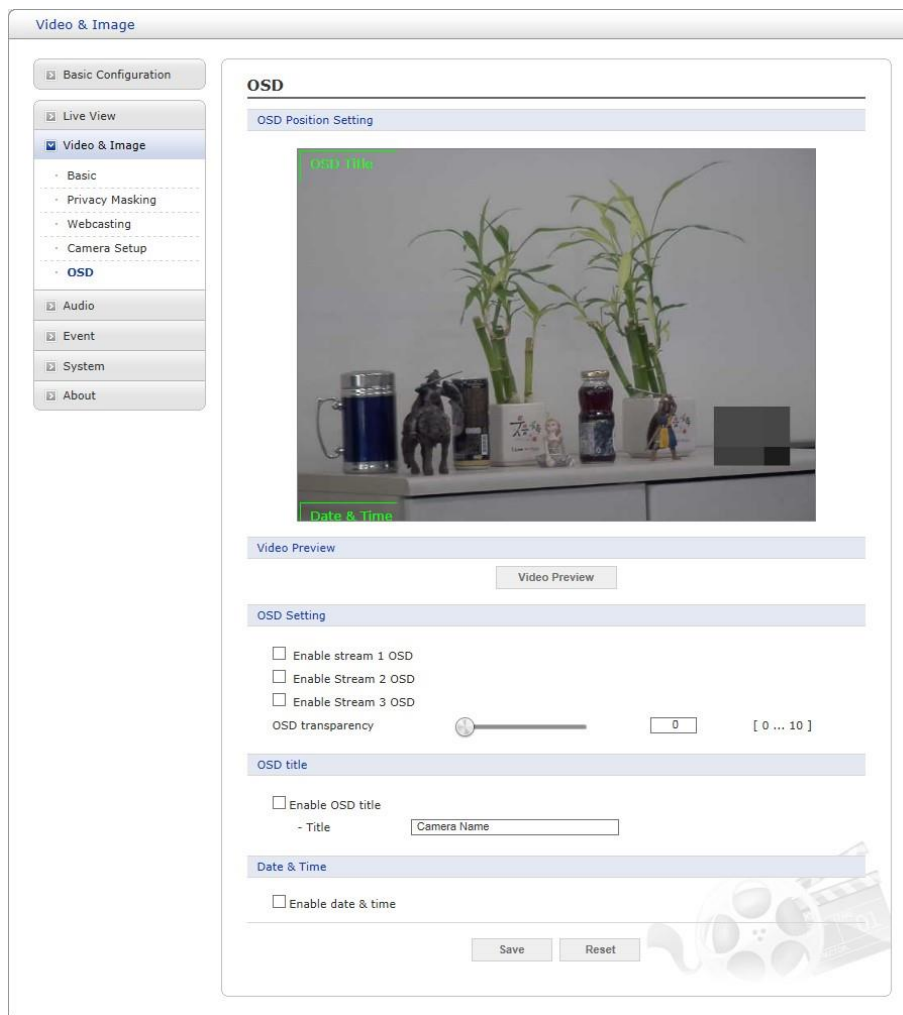 Video & Image
Basic Configuration
Live View
Video & Image
Basic
Privacy Masking
Webcasting
Camera Setup
OSD
Audio
Event
System
About
OSD
OSD Position Setting
OSD Title
Date & Time
Video Preview
Video Preview
OSD Setting
Enable stream 1 OSD
Enable Stream 2 OSD
Enable Stream 3 OSD
OSD transparency 0 [ 0 ... 10 ]
OSD title
Enable OSD title
- Title Camera Name
Date & Time
Enable date & time
Save Reset